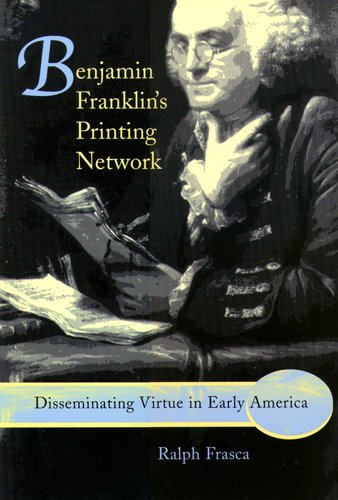 Benjamin
Franklin's
Printing
Network
Disseminating Virtue in Early America
Ralph Frasca